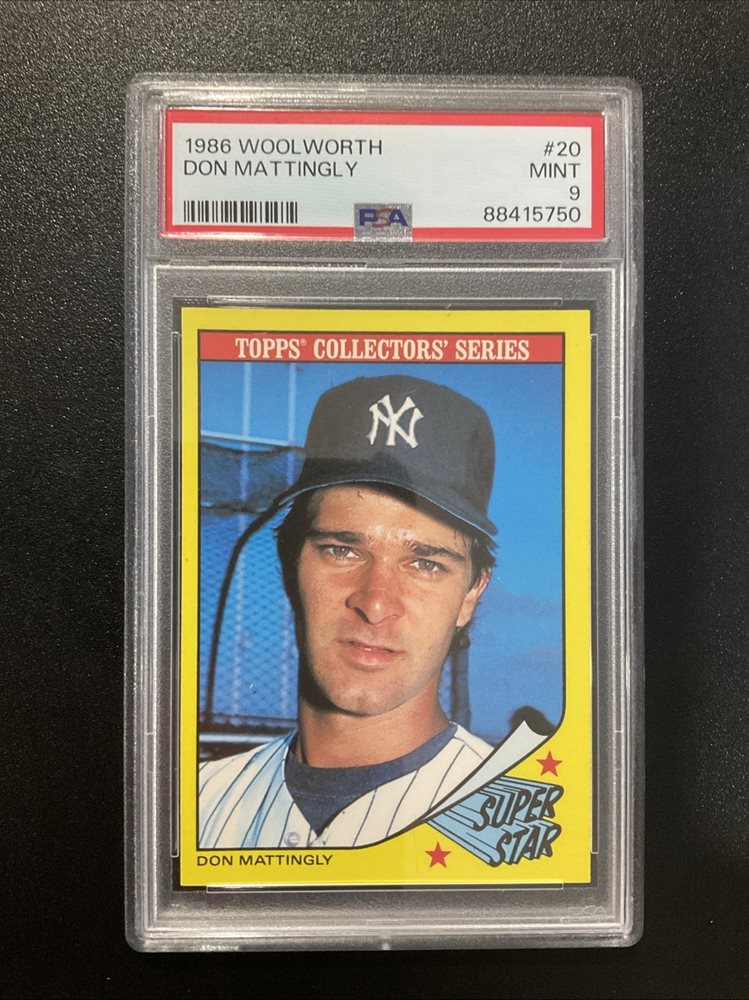 1986 WOOLWORTH #20
DON MATTINGLY MINT
9
PSA 88415750
TOPPS® COLLECTORS' SERIES
NY
SUPER
STAR
DON MATTINGLY